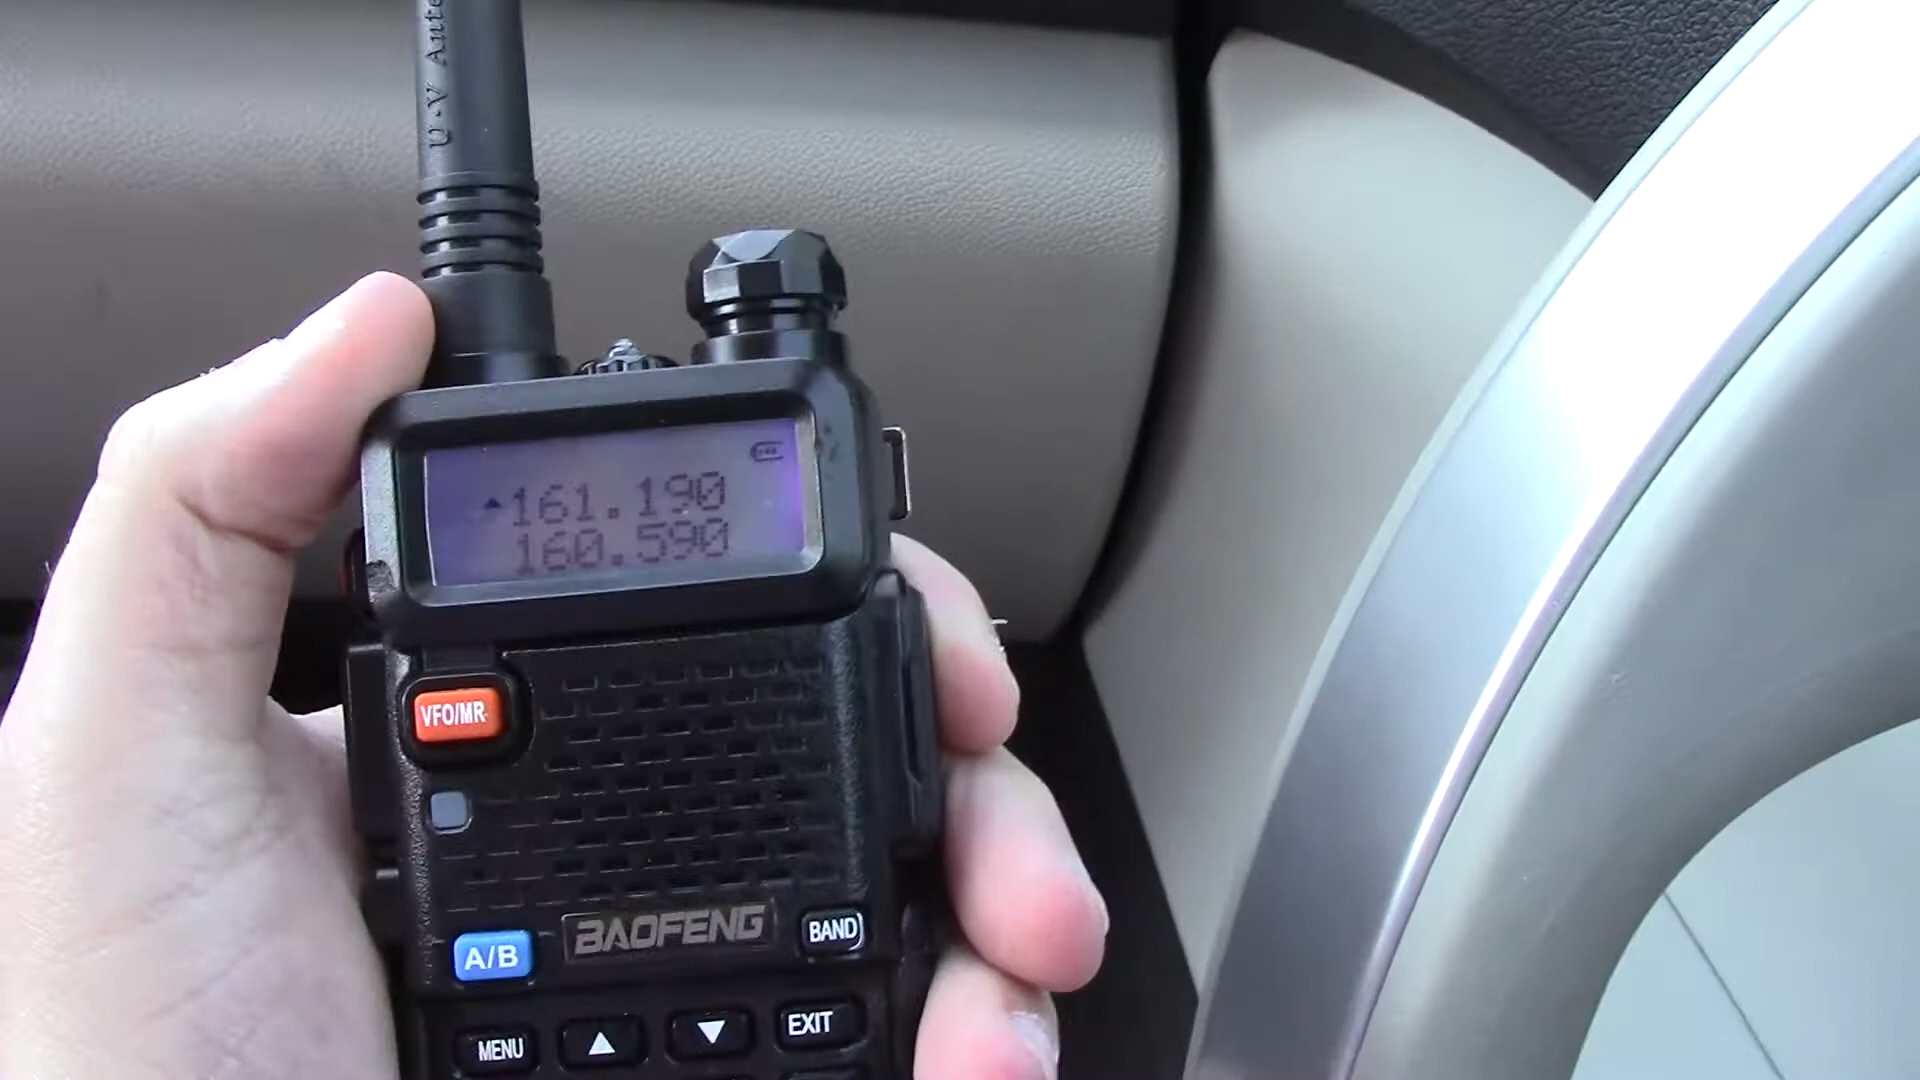 U-V Ante
▲161.190
160.590
VFO/MR
BAOFENG
BAND
A/B
MENU
▲
▼
EXIT